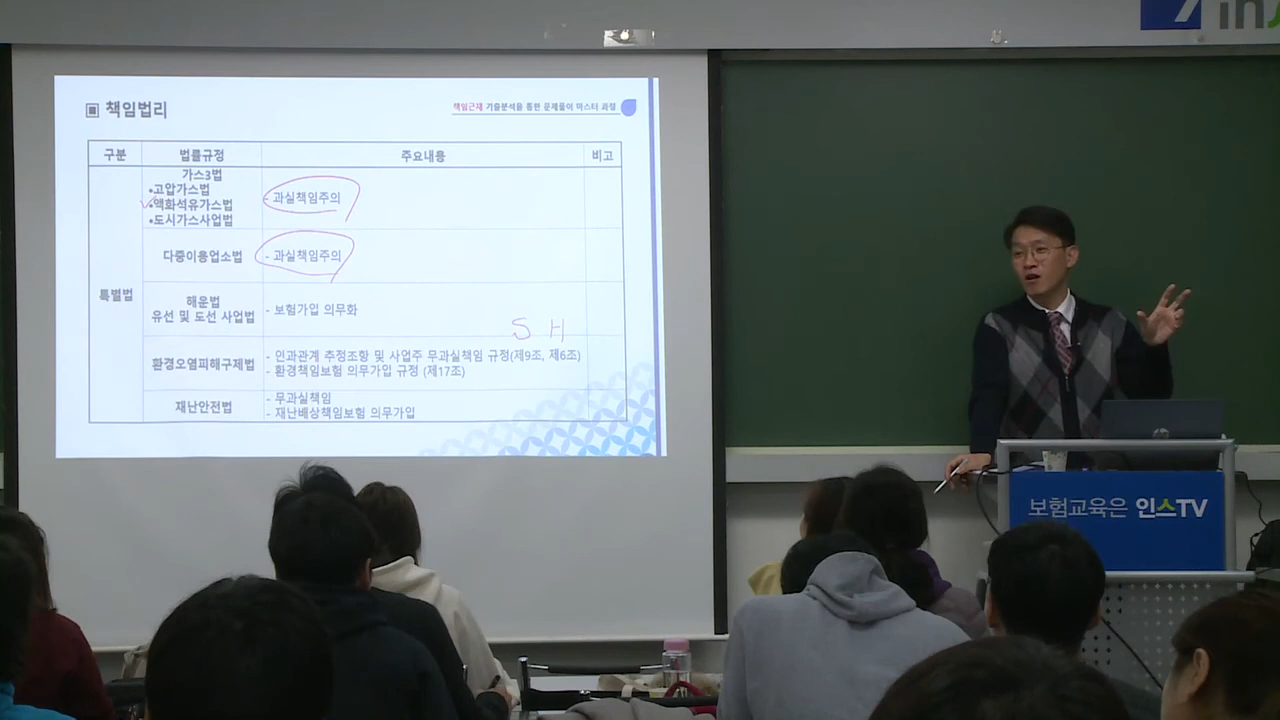 7 in
▣ 책임법리
책임근재 기출분석을 통한 문제풀이 마스터 과정
구분 법률규정 주요내용 비고
특별법
가스3법
•고압가스법
•액화석유가스법
•도시가스사업법
- 과실책임주의
다중이용업소법
- 과실책임주의
해운법
유선 및 도선 사업법
- 보험가입 의무화
S H
환경오염피해구제법
- 인과관계 추정조항 및 사업주 무과실책임 규정(제9조, 제6조)
- 환경책임보험 의무가입 규정 (제17조)
재난안전법
- 무과실책임
- 재난배상책임보험 의무가입
hp
보험교육은 인스TV